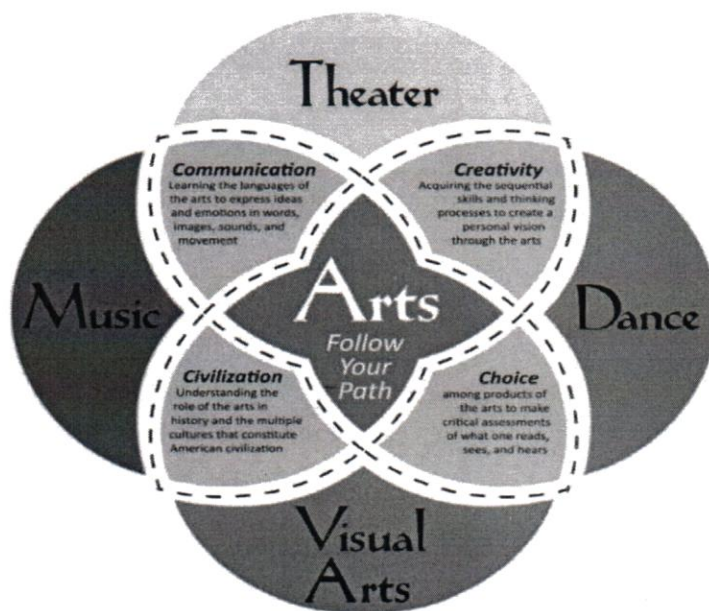 Theater
Communication
Learning the languages of
the arts to express ideas
and emotions in words,
images, sounds, and
movement
Creativity
Acquiring the sequential
skills and thinking
processes to create a
personal vision
through the arts
Music
Arts
Follow
Your
Path
Dance
Civilization
Understanding the
role of the arts in
history and the multiple
cultures that constitute
American civilization
Choice
among products of
the arts to make
critical assessments
of what one reads,
sees, and hears
Visual
Arts